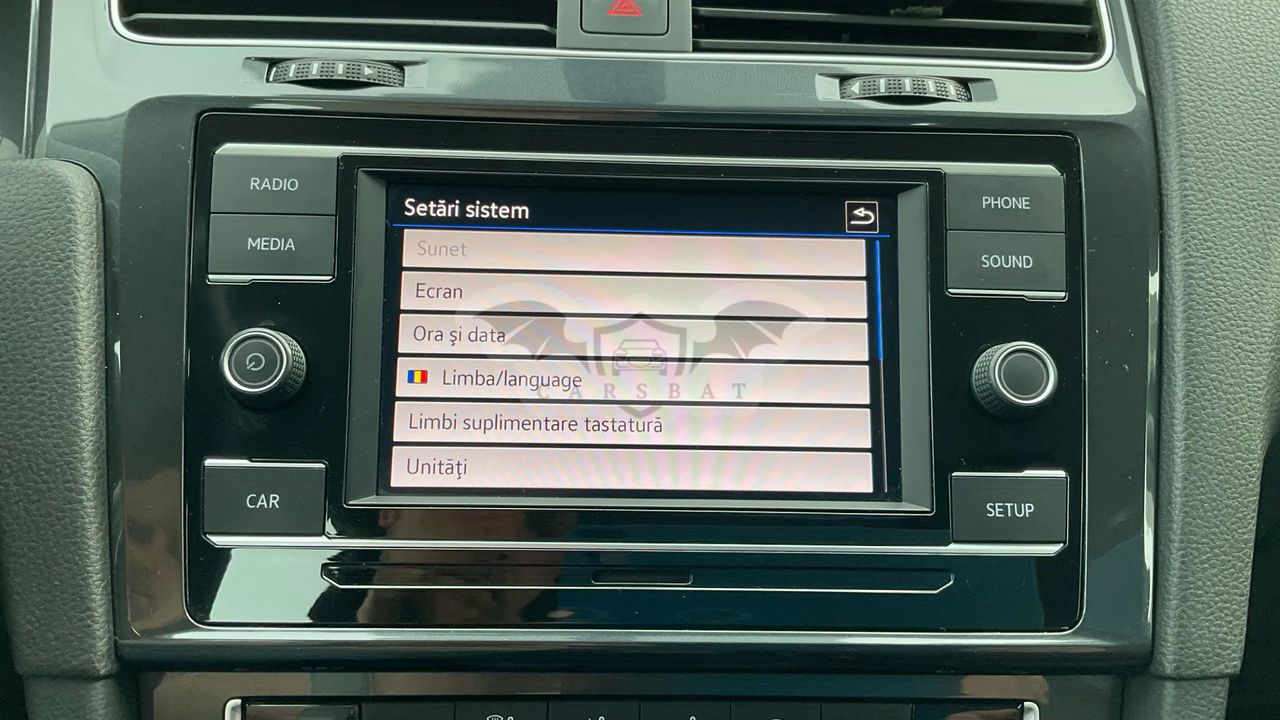 RADIO
MEDIA
CAR
Setări sistem
Sunet
Ecran
Ora şi data
Limba/language
CARSBAT
Limbi suplimentare tastatură
Unităţi
PHONE
SOUND
SETUP